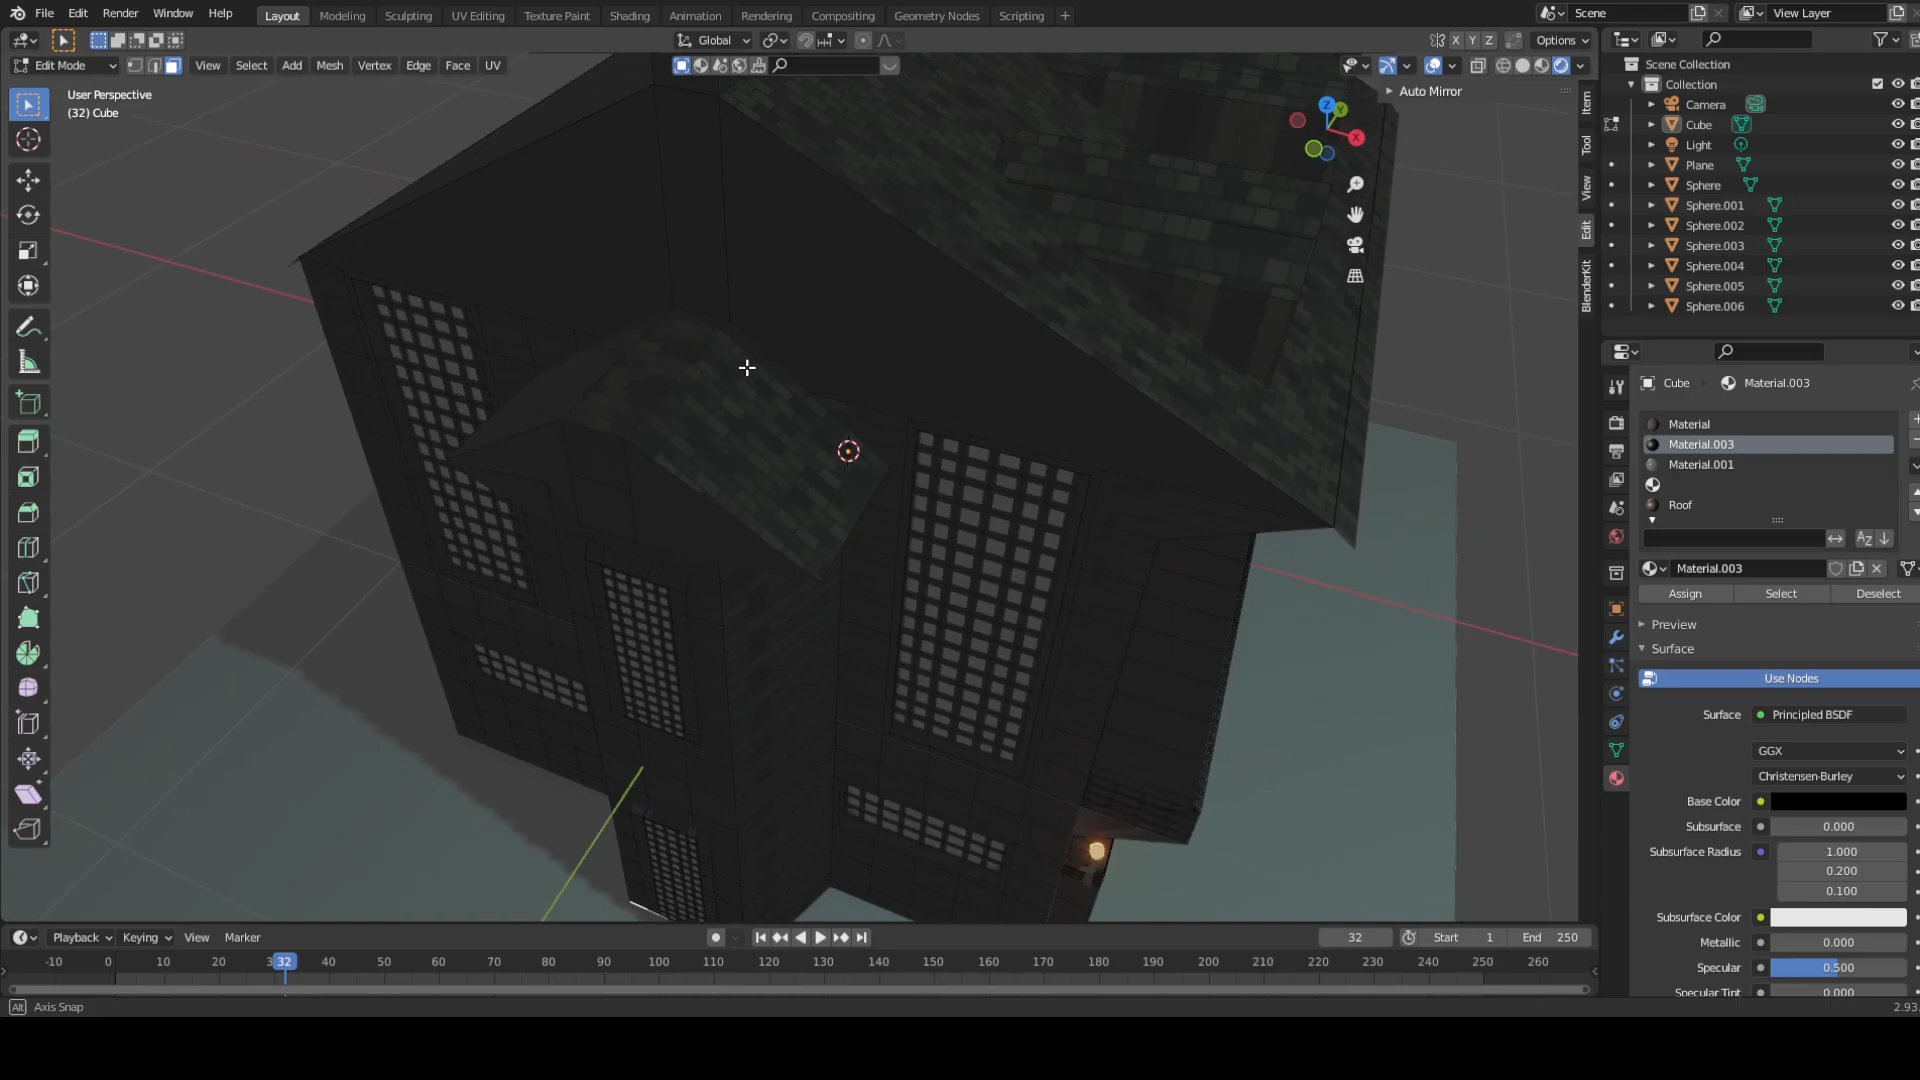 File Edit Render Window Help Layout Modeling Sculpting UV Editing Texture Paint Shading Animation Rendering Compositing Geometry Nodes Scripting + Scene View Layer
Global X Y Z Options
Edit Mode View Select Add Mesh Vertex Edge Face UV
User Perspective
(32) Cube
Auto Mirror
Z
Y
X
Item
Tool
View
Edit
BlenderKit
Scene Collection
Collection
Camera
Cube
Light
Plane
Sphere
Sphere.001
Sphere.002
Sphere.003
Sphere.004
Sphere.005
Sphere.006
Cube Material.003
Material
Material.003
Material.001
Roof
Material.003
Assign Select Deselect
Preview
Surface
Use Nodes
Surface Principled BSDF
GGX
Christensen-Burley
Base Color
Subsurface 0.000
Subsurface Radius 1.000
0.200
0.100
Subsurface Color
Metallic 0.000
Specular 0.500
Specular Tint 0.000
Playback Keying View Marker 32 Start 1 End 250
-10 0 32 40 50 60 70 80 90 100 110 120 130 140 150 160 170 180 190 200 210 220 230 240 250 260
Alt Axis Snap
2.93